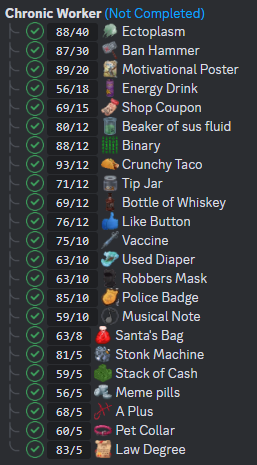 Chronic Worker (Not Completed)
88/40 Ectoplasm
87/30 Ban Hammer
89/20 Motivational Poster
56/18 Energy Drink
69/15 Shop Coupon
80/12 Beaker of sus fluid
88/12 Binary
93/12 Crunchy Taco
71/12 Tip Jar
69/12 Bottle of Whiskey
76/12 Like Button
75/10 Vaccine
63/10 Used Diaper
63/10 Robbers Mask
85/10 Police Badge
59/10 Musical Note
63/8 Santa's Bag
81/5 Stonk Machine
59/5 Stack of Cash
56/5 Meme pills
68/5 A Plus
60/5 Pet Collar
83/5 Law Degree